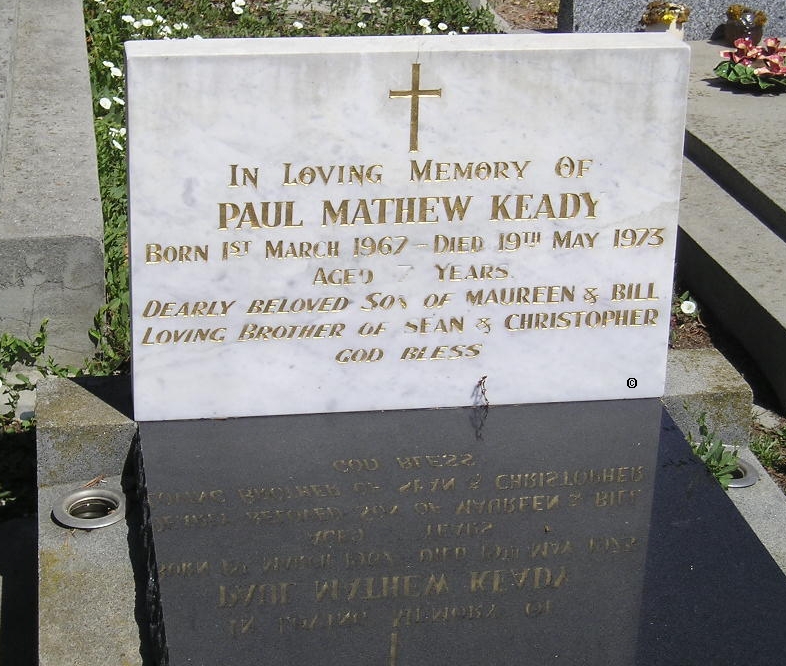 IN LOVING MEMORY OF
PAUL MATHEW KEADY
BORN 1ST MARCH 1967 - DIED 19TH MAY 1973
AGED 7 YEARS
DEARLY BELOVED SON OF MAUREEN & BILL
LOVING BROTHER OF SEAN & CHRISTOPHER
GOD BLESS
©